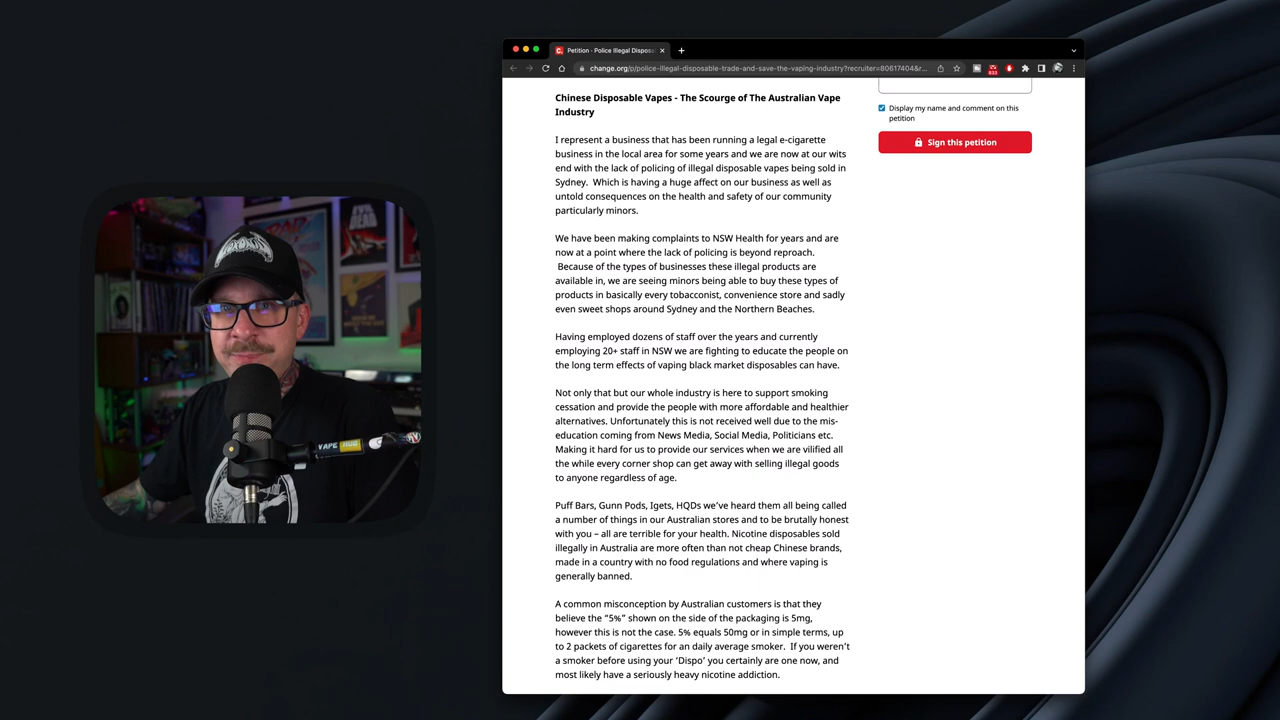 Petition · Police Illegal Disposa
change.org/p/police-illegal-disposable-trade-and-save-the-vaping-industry?recruiter=80617404&r...
833
Display my name and comment on this
petition
Sign this petition
Chinese Disposable Vapes - The Scourge of The Australian Vape
Industry
I represent a business that has been running a legal e-cigarette
business in the local area for some years and we are now at our wits
end with the lack of policing of illegal disposable vapes being sold in
Sydney.  Which is having a huge affect on our business as well as
untold consequences on the health and safety of our community
particularly minors.
We have been making complaints to NSW Health for years and are
now at a point where the lack of policing is beyond reproach.
Because of the types of businesses these illegal products are
available in, we are seeing minors being able to buy these types of
products in basically every tobacconist, convenience store and sadly
even sweet shops around Sydney and the Northern Beaches.
Having employed dozens of staff over the years and currently
employing 20+ staff in NSW we are fighting to educate the people on
the long term effects of vaping black market disposables can have.
Not only that but our whole industry is here to support smoking
cessation and provide the people with more affordable and healthier
alternatives. Unfortunately this is not received well due to the mis-
education coming from News Media, Social Media, Politicians etc.
Making it hard for us to provide our services when we are vilified all
the while every corner shop can get away with selling illegal goods
to anyone regardless of age.
Puff Bars, Gunn Pods, Igets, HQDs we've heard them all being called
a number of things in our Australian stores and to be brutally honest
with you – all are terrible for your health. Nicotine disposables sold
illegally in Australia are more often than not cheap Chinese brands,
made in a country with no food regulations and where vaping is
generally banned.
A common misconception by Australian customers is that they
believe the "5%" shown on the side of the packaging is 5mg,
however this is not the case. 5% equals 50mg or in simple terms, up
to 2 packets of cigarettes for an daily average smoker.  If you weren't
a smoker before using your 'Dispo' you certainly are one now, and
most likely have a seriously heavy nicotine addiction.
EVIL DEAD
VAPE